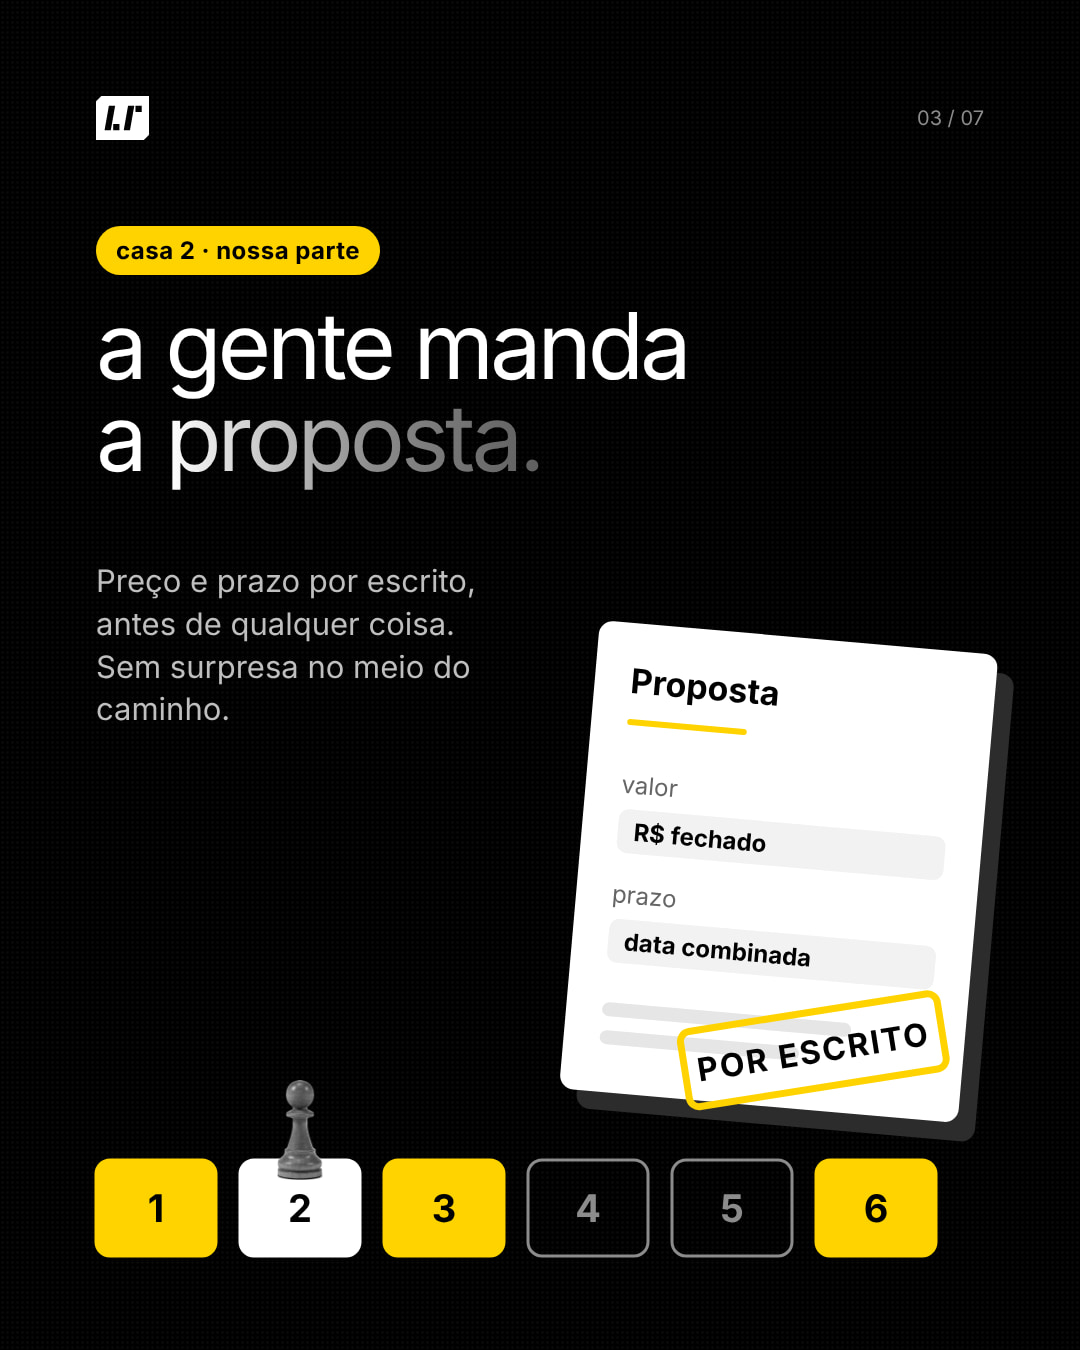 03 / 07
casa 2 · nossa parte
a gente manda
a proposta.
Preço e prazo por escrito,
antes de qualquer coisa.
Sem surpresa no meio do
caminho.
Proposta
valor
R$ fechado
prazo
data combinada
POR ESCRITO
1
2
3
4
5
6